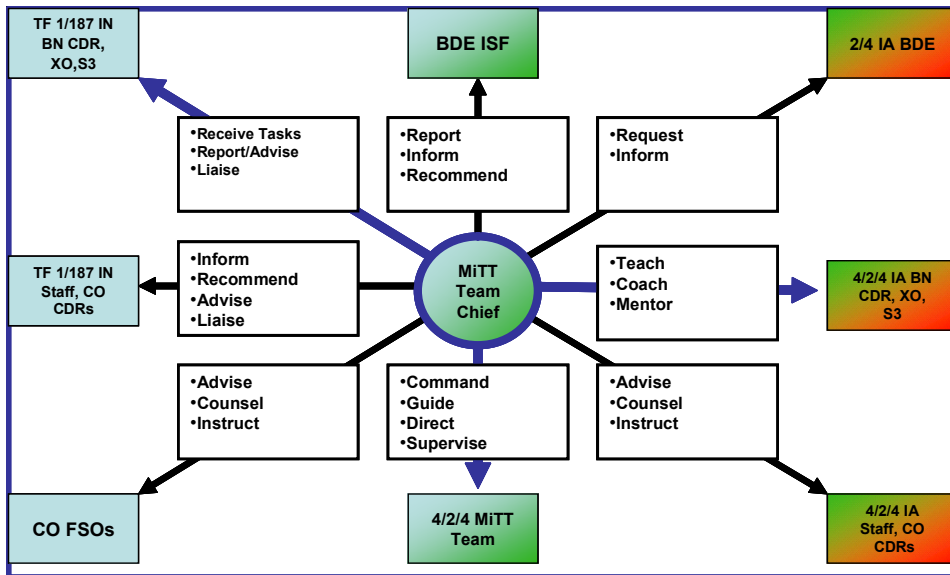 TF 1/187 IN
BN CDR,
XO,S3
BDE ISF
2/4 IA BDE
•Receive Tasks
•Report/Advise
•Liaise
•Report
•Inform
•Recommend
•Request
•Inform
TF 1/187 IN
Staff, CO
CDRs
•Inform
•Recommend
•Advise
•Liaise
MiTT
Team
Chief
•Teach
•Coach
•Mentor
4/2/4 IA BN
CDR, XO,
S3
•Advise
•Counsel
•Instruct
•Command
•Guide
•Direct
•Supervise
•Advise
•Counsel
•Instruct
CO FSOs
4/2/4 MiTT
Team
4/2/4 IA
Staff, CO
CDRs